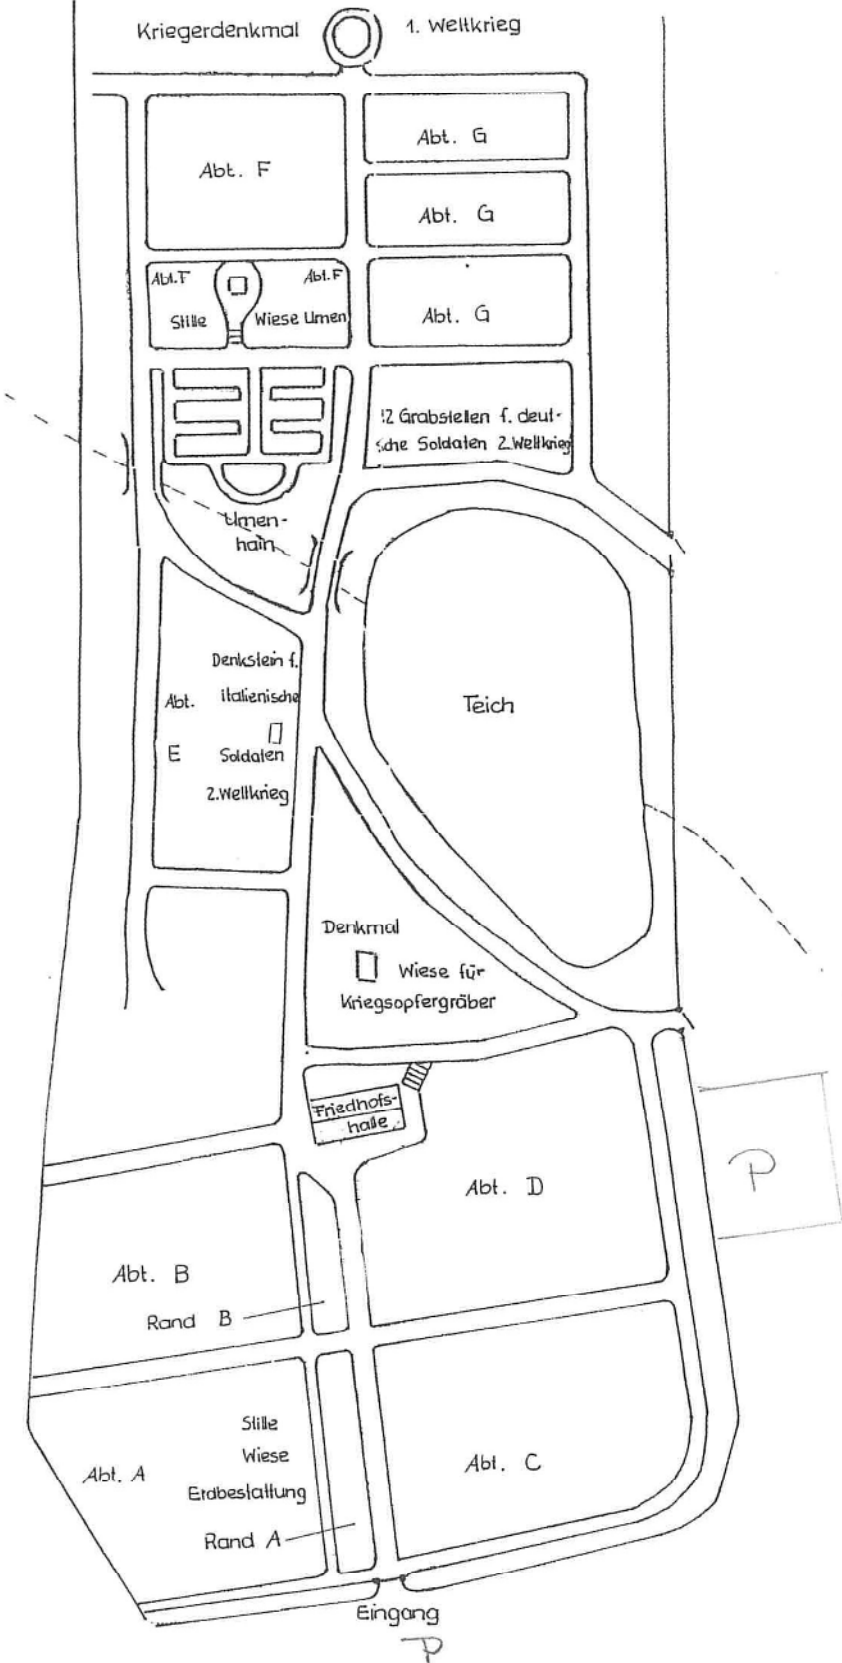 Kriegerdenkmal 1. Weltkrieg
Abt. G
Abt. F
Abt. G
Abt. F Abt. F
Stille Wiese Urnen
Abt. G
12 Grabstellen f. deut-
sche Soldaten 2. Weltkrieg
Urnen-
hain
Denkstein f.
Abt. italienische
E Soldaten
2. Weltkrieg
Teich
Denkmal
Wiese für
Kriegsopfergräber
Friedhofs-
halle
P
Abt. D
Abt. B
Rand B
Stille
Wiese
Abt. A
Erdbestattung
Abt. C
Rand A
Eingang
P